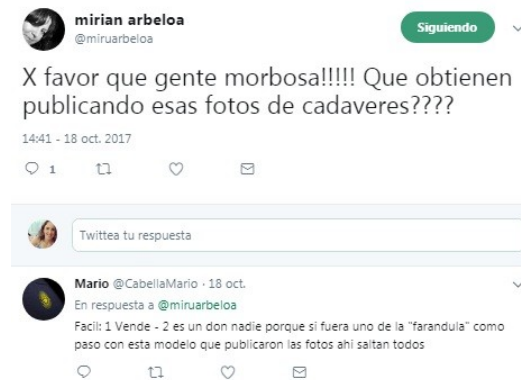 mirian arbeloa
@miruarbeloa
Siguiendo
X favor que gente morbosa!!!!! Que obtienen
publicando esas fotos de cadaveres????
14:41 - 18 oct. 2017
1
Twittea tu respuesta
Mario @CabellaMario · 18 oct.
En respuesta a @miruarbeloa
Facil: 1 Vende - 2 es un don nadie porque si fuera uno de la "farandula" como
paso con esta modelo que publicaron las fotos ahi saltan todos